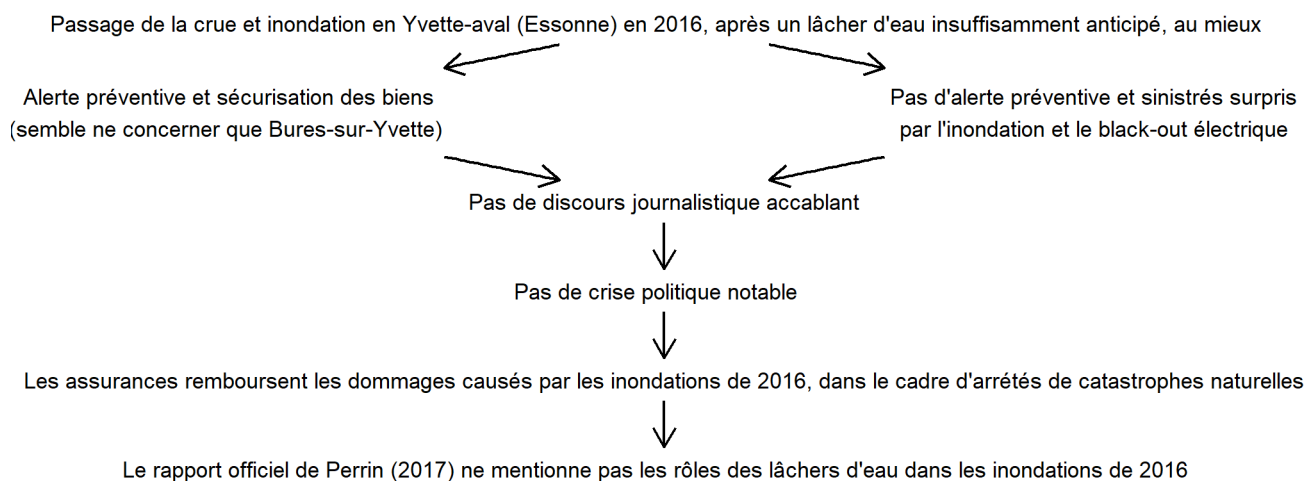 Passage de la crue et inondation en Yvette-aval (Essonne) en 2016, après un lâcher d'eau insuffisamment anticipé, au mieux
Alerte préventive et sécurisation des biens
(semble ne concerner que Bures-sur-Yvette)
Pas d'alerte préventive et sinistrés surpris
par l'inondation et le black-out électrique
Pas de discours journalistique accablant
Pas de crise politique notable
Les assurances remboursent les dommages causés par les inondations de 2016, dans le cadre d'arrétés de catastrophes naturelles
Le rapport officiel de Perrin (2017) ne mentionne pas les rôles des lâchers d'eau dans les inondations de 2016